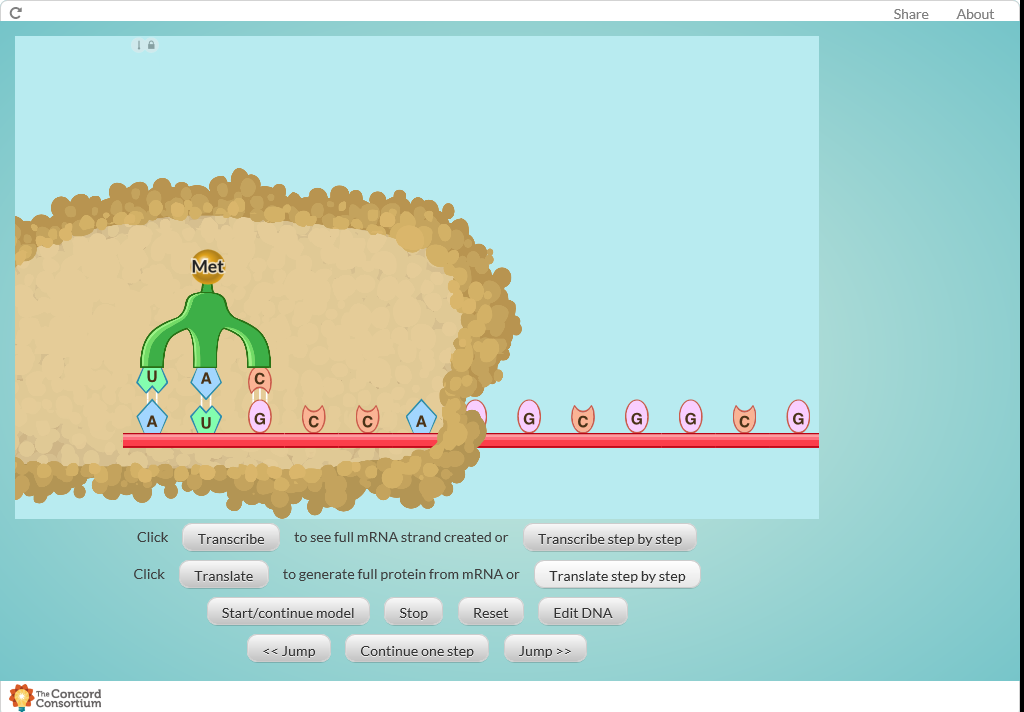 Share About
Met
U A C
A U G C C A G C G G C G
Click Transcribe to see full mRNA strand created or Transcribe step by step
Click Translate to generate full protein from mRNA or Translate step by step
Start/continue model Stop Reset Edit DNA
<< Jump Continue one step Jump >>
The Concord
Consortium